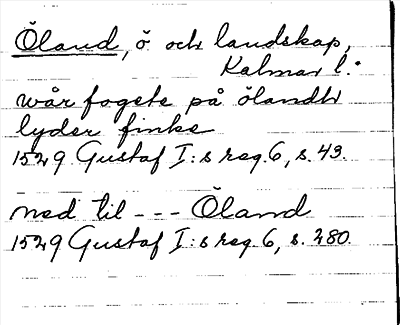 Öland, ö och landskap,
Kalmar l.
wår fogete på ölandh
lyder finke
1529 Gustaf I:s reg. 6, s. 43.
ned til --- Öland
1529 Gustaf I:s reg. 6, s. 280.